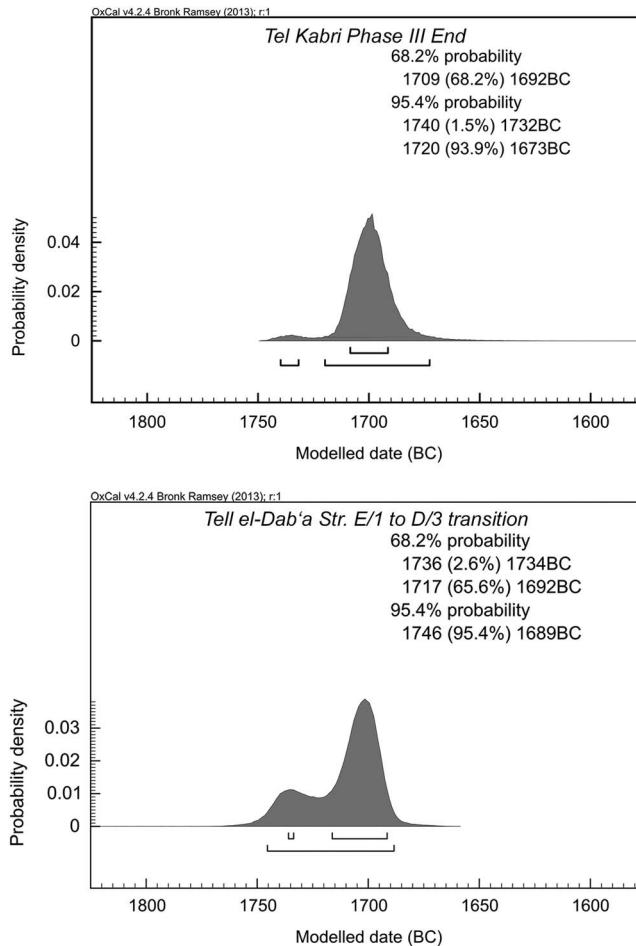 OxCal v4.2.4 Bronk Ramsey (2013); r:1
Tel Kabri Phase III End
68.2% probability
1709 (68.2%) 1692BC
95.4% probability
1740 (1.5%) 1732BC
1720 (93.9%) 1673BC
Probability density
0.04
0.02
0
1800 1750 1700 1650 1600
Modelled date (BC)
OxCal v4.2.4 Bronk Ramsey (2013); r:1
Tell el-Dab‘a Str. E/1 to D/3 transition
68.2% probability
1736 (2.6%) 1734BC
1717 (65.6%) 1692BC
95.4% probability
1746 (95.4%) 1689BC
Probability density
0.03
0.02
0.01
0
1800 1750 1700 1650 1600
Modelled date (BC)